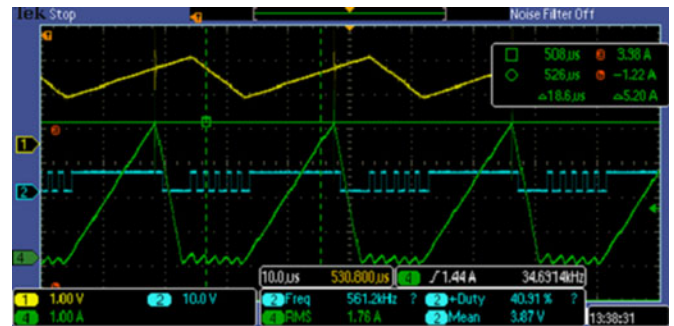 Tek Stop
Noise Filter Off
508 µs 3.98 A
526 µs −1.22 A
△18.6 µs △5.20 A
1
2
4
10.0 µs 530.800 µs 4 1.44 A 34.6914kHz
1 1.00 V 2 10.0 V
4 1.00 A
2 Freq 561.2kHz ? 2 +Duty 40.91 % ?
4 RMS 1.76 A 2 Mean 3.87 V
13:38:31